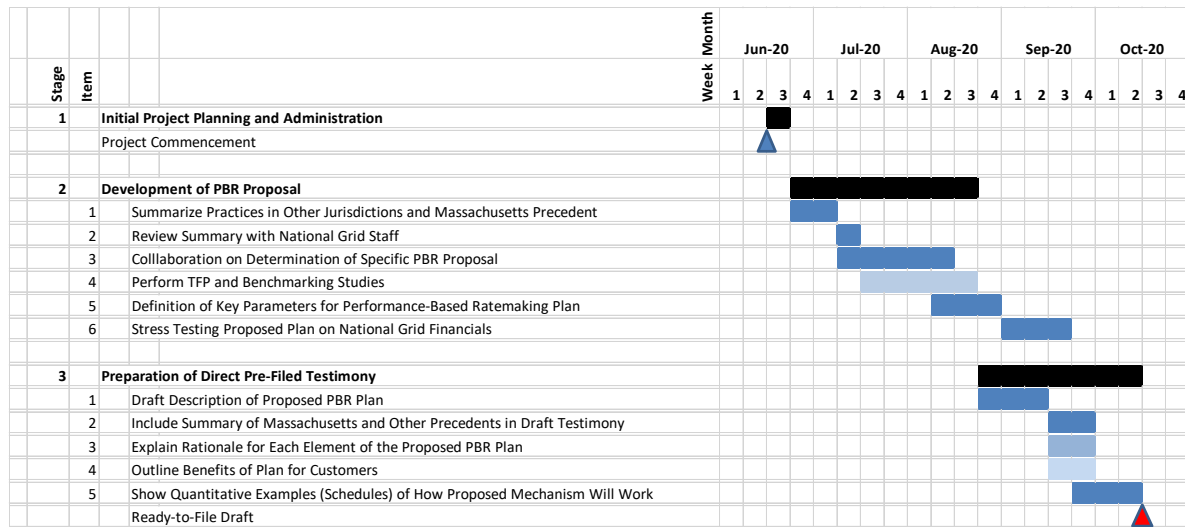 Month
Jun-20 Jul-20 Aug-20 Sep-20 Oct-20
Stage Item Week 1 2 3 4 1 2 3 4 1 2 3 4 1 2 3 4 1 2 3 4
1 Initial Project Planning and Administration
Project Commencement
2 Development of PBR Proposal
1 Summarize Practices in Other Jurisdictions and Massachusetts Precedent
2 Review Summary with National Grid Staff
3 Colllaboration on Determination of Specific PBR Proposal
4 Perform TFP and Benchmarking Studies
5 Definition of Key Parameters for Performance-Based Ratemaking Plan
6 Stress Testing Proposed Plan on National Grid Financials
3 Preparation of Direct Pre-Filed Testimony
1 Draft Description of Proposed PBR Plan
2 Include Summary of Massachusetts and Other Precedents in Draft Testimony
3 Explain Rationale for Each Element of the Proposed PBR Plan
4 Outline Benefits of Plan for Customers
5 Show Quantitative Examples (Schedules) of How Proposed Mechanism Will Work
Ready-to-File Draft